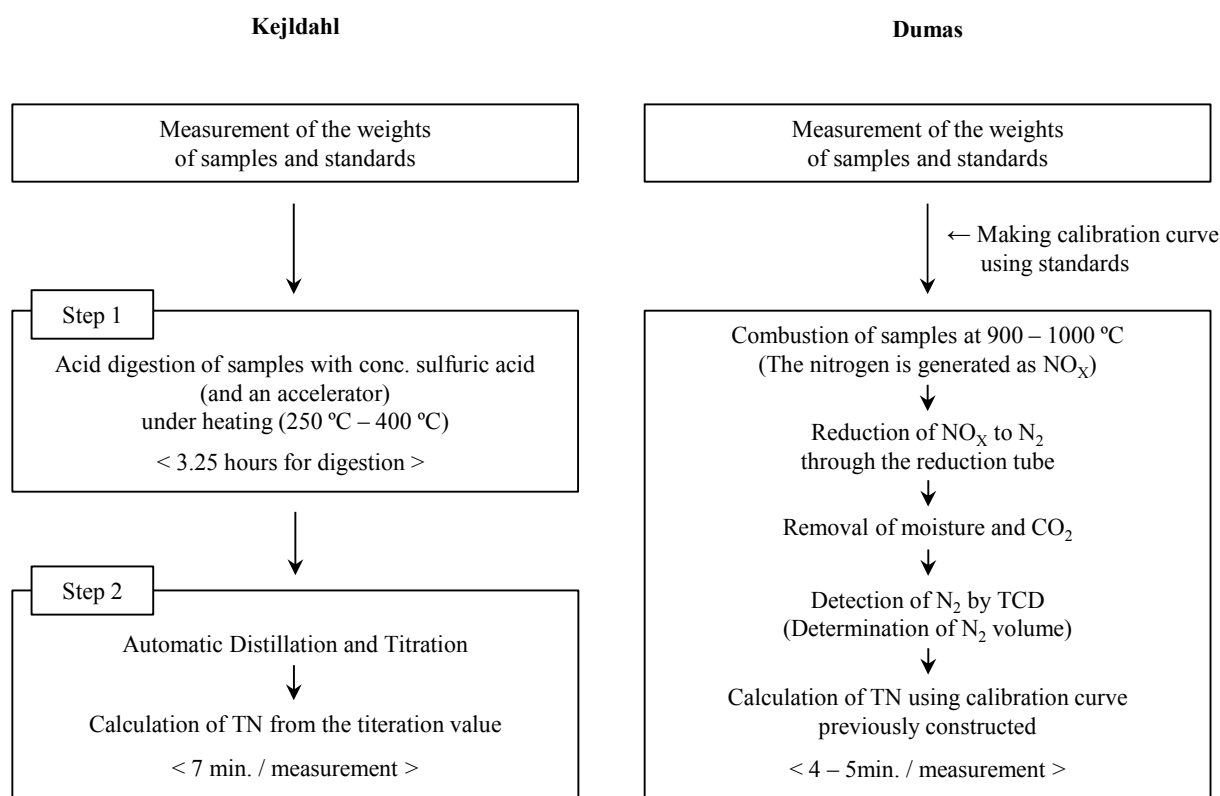 Kejldahl
Measurement of the weights
of samples and standards
Step 1
Acid digestion of samples with conc. sulfuric acid
(and an accelerator)
under heating (250 ºC – 400 ºC)
< 3.25 hours for digestion >
Step 2
Automatic Distillation and Titration
Calculation of TN from the titeration value
< 7 min. / measurement >
Dumas
Measurement of the weights
of samples and standards
← Making calibration curve
using standards
Combustion of samples at 900 – 1000 ºC
(The nitrogen is generated as NOX)
Reduction of NOX to N2
through the reduction tube
Removal of moisture and CO2
Detection of N2 by TCD
(Determination of N2 volume)
Calculation of TN using calibration curve
previously constructed
< 4 – 5min. / measurement >